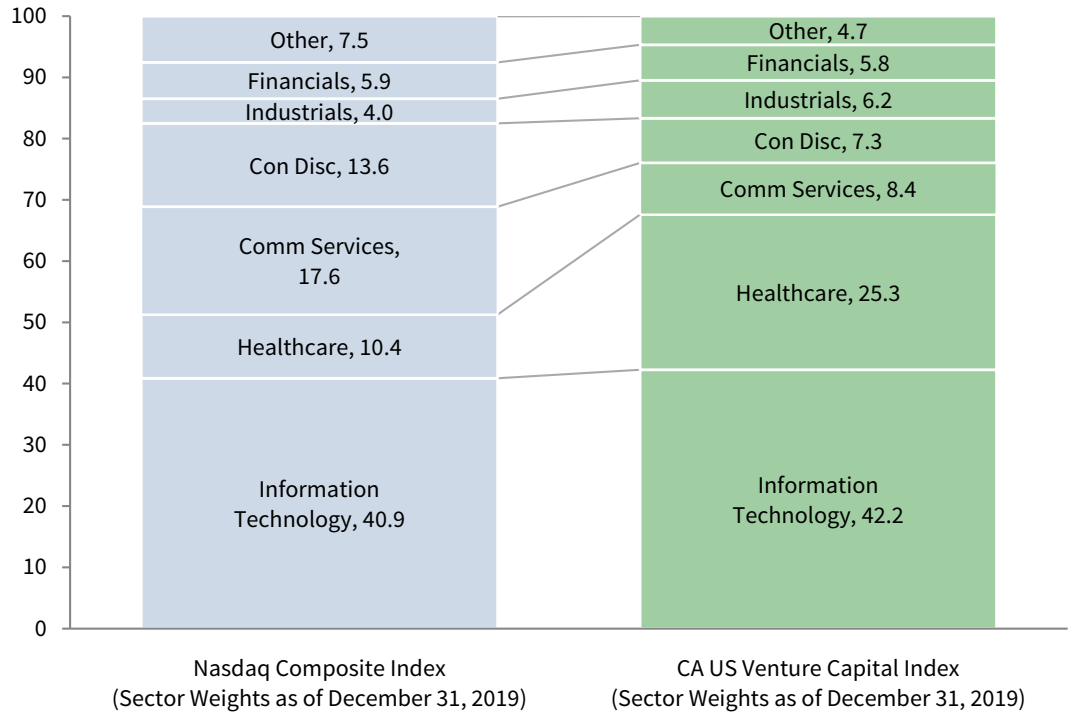 100
90
80
70
60
50
40
30
20
10
0
Other, 7.5
Financials, 5.9
Industrials, 4.0
Con Disc, 13.6
Comm Services,
17.6
Healthcare, 10.4
Information
Technology, 40.9
Other, 4.7
Financials, 5.8
Industrials, 6.2
Con Disc, 7.3
Comm Services, 8.4
Healthcare, 25.3
Information
Technology, 42.2
Nasdaq Composite Index
(Sector Weights as of December 31, 2019)
CA US Venture Capital Index
(Sector Weights as of December 31, 2019)